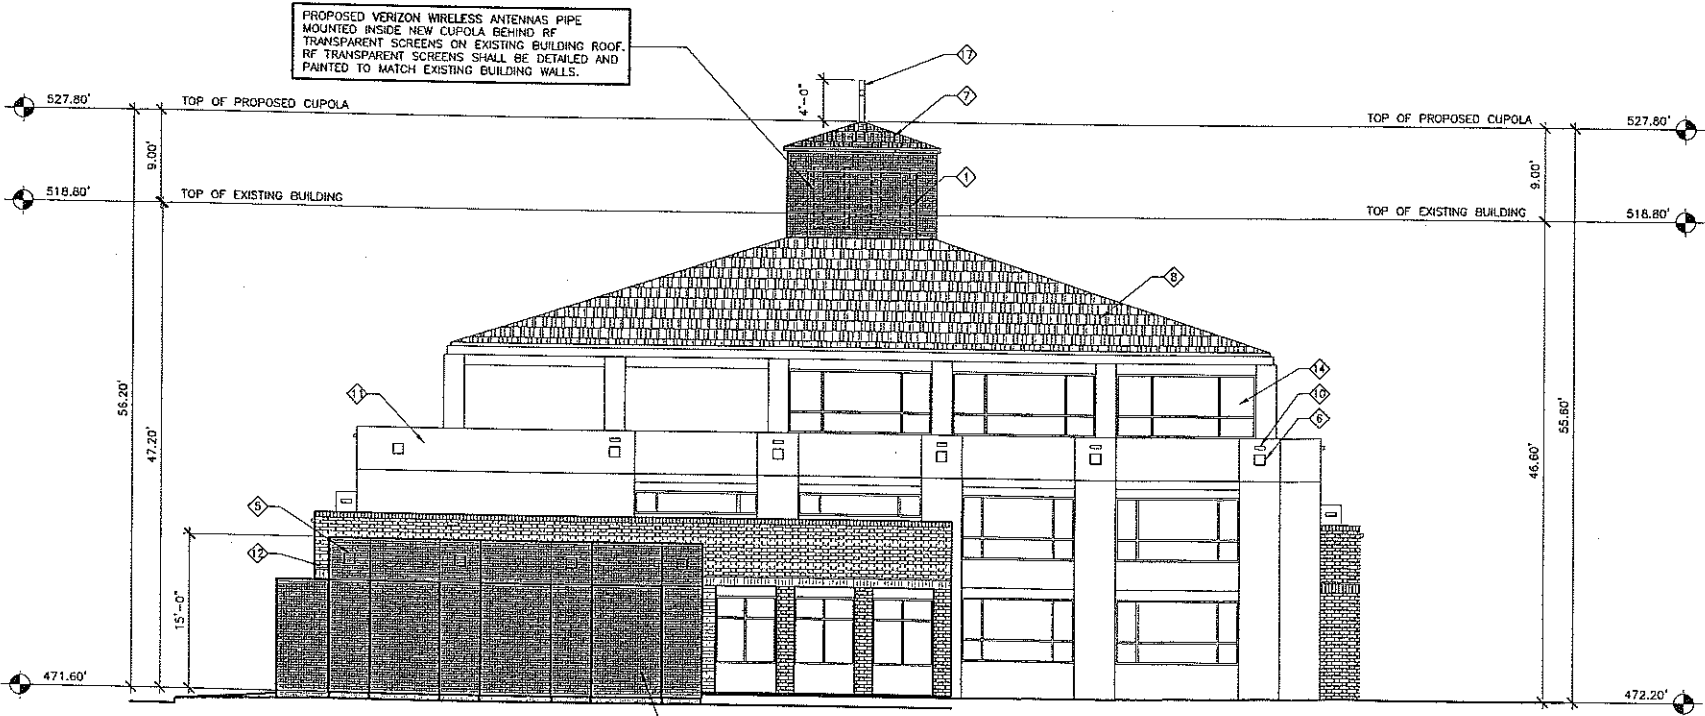 PROPOSED VERIZON WIRELESS ANTENNAS PIPE
MOUNTED INSIDE NEW CUPOLA BEHIND RF
TRANSPARENT SCREENS ON EXISTING BUILDING ROOF.
RF TRANSPARENT SCREENS SHALL BE DETAILED AND
PAINTED TO MATCH EXISTING BUILDING WALLS.
17
4'-0"
7
527.80'
TOP OF PROPOSED CUPOLA
TOP OF PROPOSED CUPOLA
527.80'
9.00'
9.00'
1
518.80'
TOP OF EXISTING BUILDING
TOP OF EXISTING BUILDING
518.80'
8
14
10
6
11
56.20'
47.20'
46.60'
55.60'
5
12
15'-0"
471.60'
472.20'